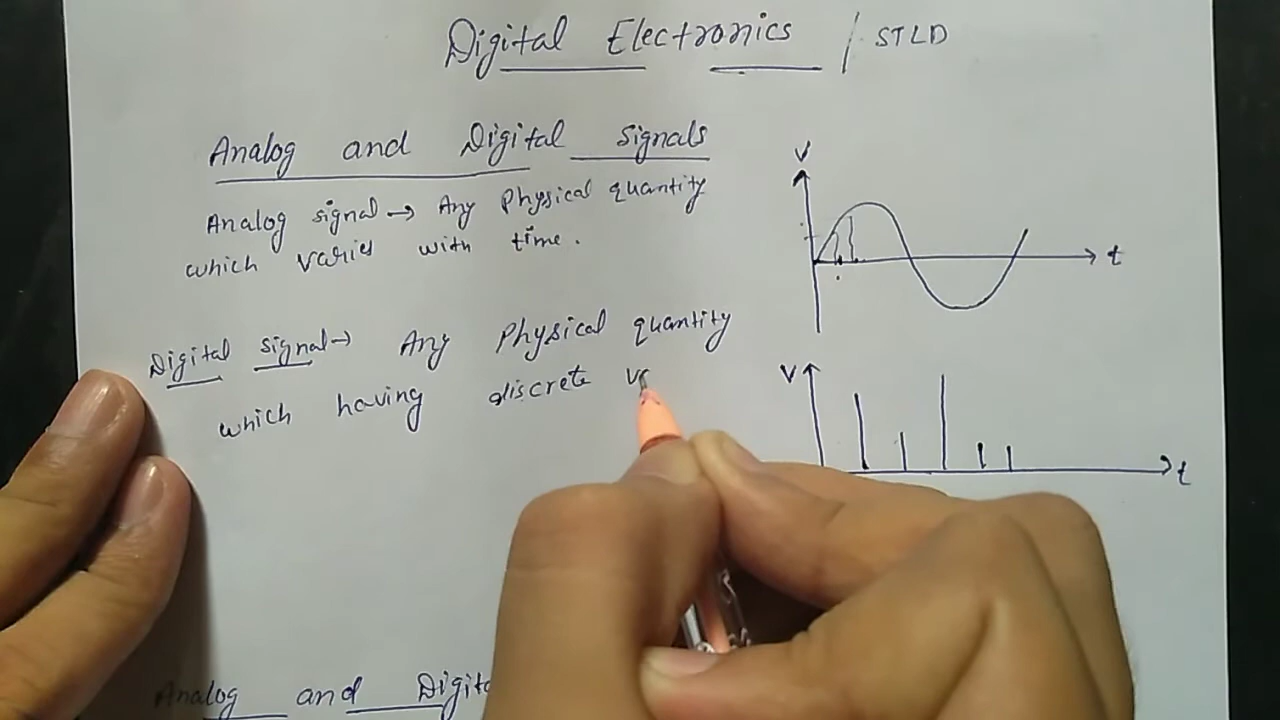 Digital Electronics / STLD
Analog and Digital Signals
Analog signal → Any Physical quantity
which varies with time.
V
t
Digital signal → Any Physical quantity
which having discrete
V
t
Analog and